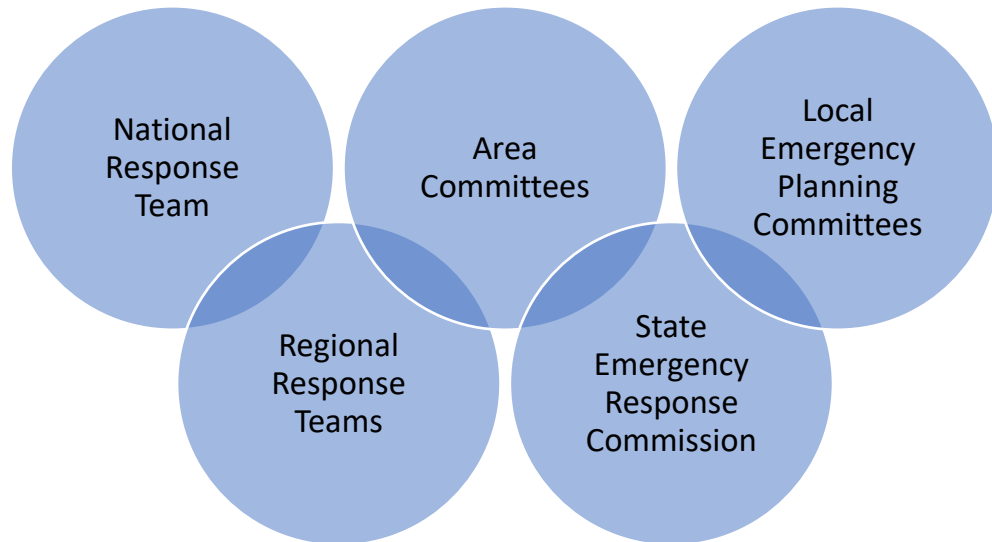 National
Response
Team
Area
Committees
Local
Emergency
Planning
Committees
Regional
Response
Teams
State
Emergency
Response
Commission